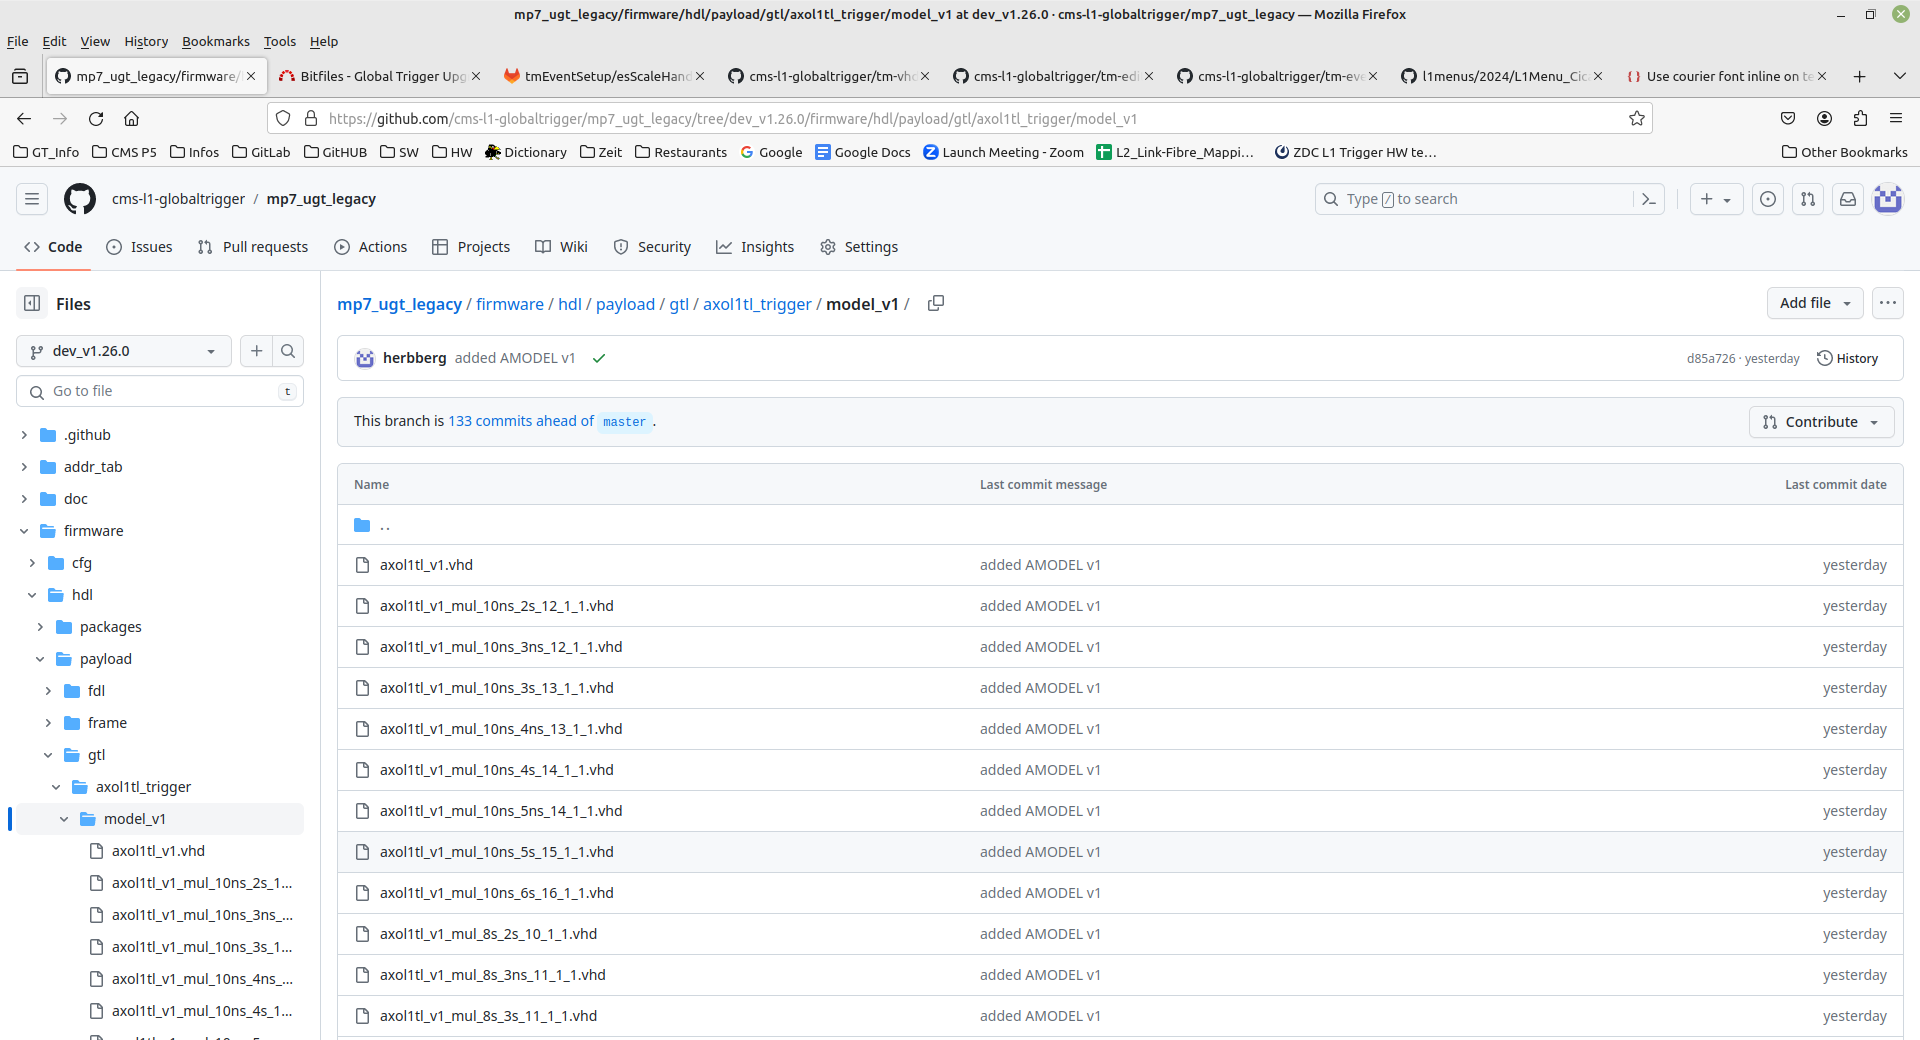 mp7_ugt_legacy/firmware/hdl/payload/gtl/axol1tl_trigger/model_v1 at dev_v1.26.0 · cms-l1-globaltrigger/mp7_ugt_legacy — Mozilla Firefox
File Edit View History Bookmarks Tools Help
mp7_ugt_legacy/firmware/ Bitfiles - Global Trigger Upg tmEventSetup/esScaleHand cms-l1-globaltrigger/tm-vhd cms-l1-globaltrigger/tm-edi cms-l1-globaltrigger/tm-eve l1menus/2024/L1Menu_Cic Use courier font inline on te
https://github.com/cms-l1-globaltrigger/mp7_ugt_legacy/tree/dev_v1.26.0/firmware/hdl/payload/gtl/axol1tl_trigger/model_v1
GT_Info CMS P5 Infos GitLab GitHUB SW HW Dictionary Zeit Restaurants Google Google Docs Launch Meeting - Zoom L2_Link-Fibre_Mappi... ZDC L1 Trigger HW te... Other Bookmarks
cms-l1-globaltrigger / mp7_ugt_legacy Type / to search
Code Issues Pull requests Actions Projects Wiki Security Insights Settings
Files
dev_v1.26.0
Go to file t
.github
addr_tab
doc
firmware
cfg
hdl
packages
payload
fdl
frame
gtl
axol1tl_trigger
model_v1
axol1tl_v1.vhd
axol1tl_v1_mul_10ns_2s_1...
axol1tl_v1_mul_10ns_3ns_...
axol1tl_v1_mul_10ns_3s_1...
axol1tl_v1_mul_10ns_4ns_...
axol1tl_v1_mul_10ns_4s_1...
mp7_ugt_legacy / firmware / hdl / payload / gtl / axol1tl_trigger / model_v1 /
Add file
herbberg added AMODEL v1 d85a726 · yesterday History
This branch is 133 commits ahead of master .
Contribute
Name Last commit message Last commit date
..
axol1tl_v1.vhd added AMODEL v1 yesterday
axol1tl_v1_mul_10ns_2s_12_1_1.vhd added AMODEL v1 yesterday
axol1tl_v1_mul_10ns_3ns_12_1_1.vhd added AMODEL v1 yesterday
axol1tl_v1_mul_10ns_3s_13_1_1.vhd added AMODEL v1 yesterday
axol1tl_v1_mul_10ns_4ns_13_1_1.vhd added AMODEL v1 yesterday
axol1tl_v1_mul_10ns_4s_14_1_1.vhd added AMODEL v1 yesterday
axol1tl_v1_mul_10ns_5ns_14_1_1.vhd added AMODEL v1 yesterday
axol1tl_v1_mul_10ns_5s_15_1_1.vhd added AMODEL v1 yesterday
axol1tl_v1_mul_10ns_6s_16_1_1.vhd added AMODEL v1 yesterday
axol1tl_v1_mul_8s_2s_10_1_1.vhd added AMODEL v1 yesterday
axol1tl_v1_mul_8s_3ns_11_1_1.vhd added AMODEL v1 yesterday
axol1tl_v1_mul_8s_3s_11_1_1.vhd added AMODEL v1 yesterday